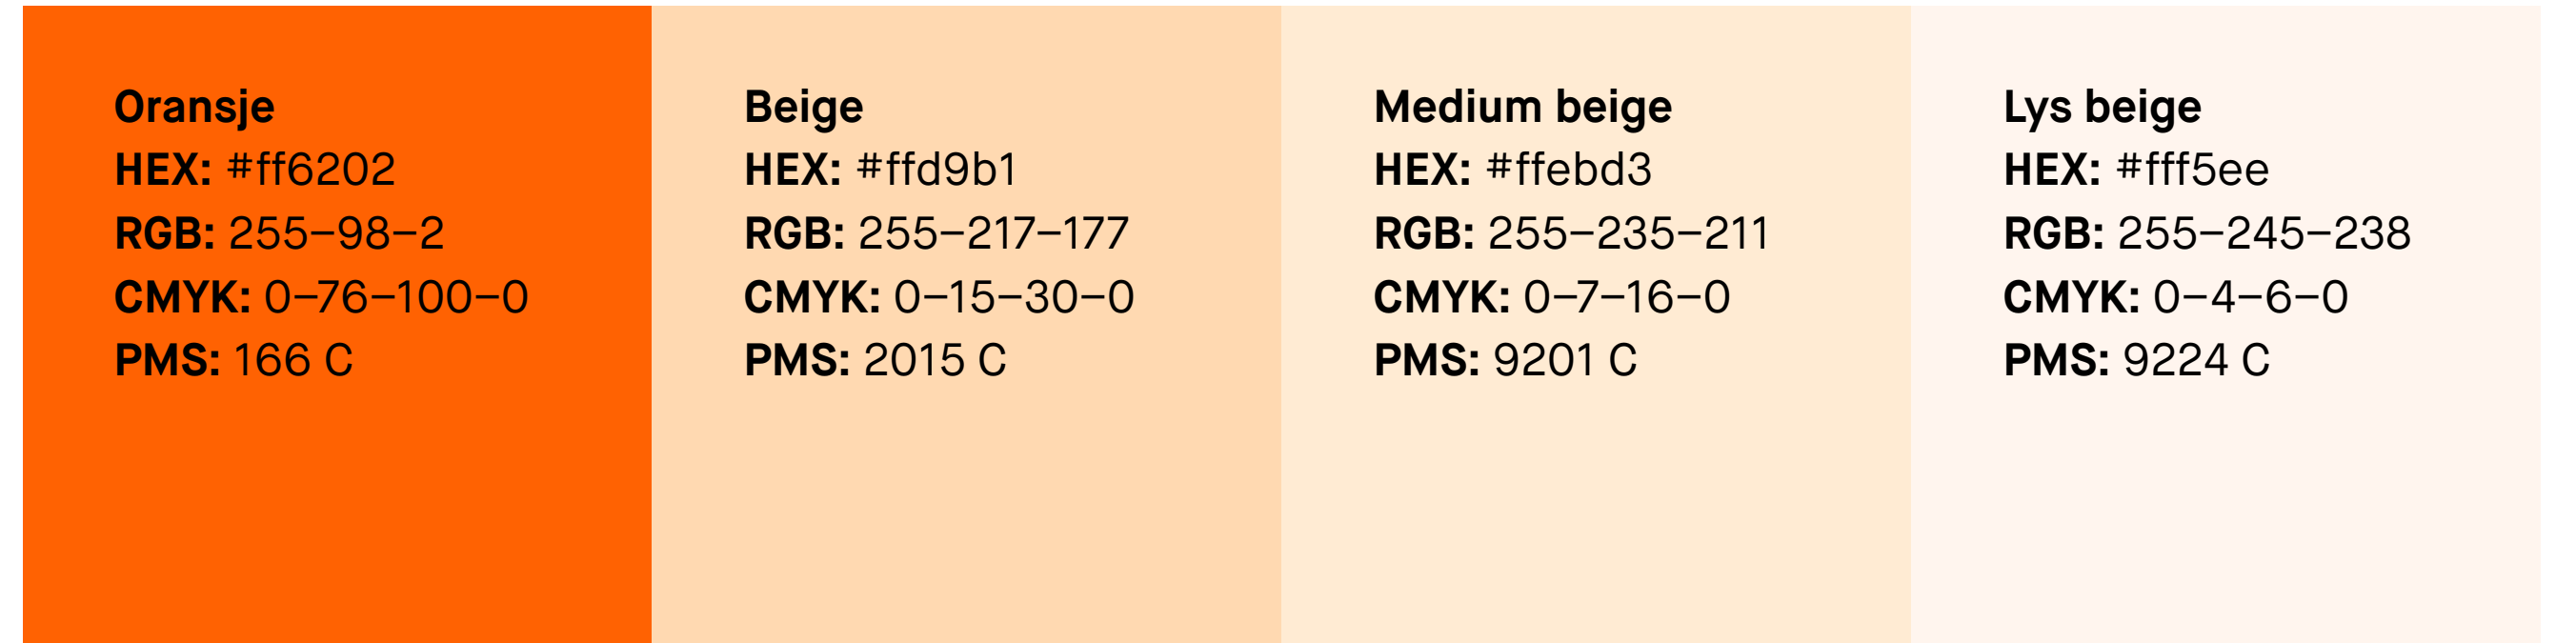 Oransje
HEX: #ff6202
RGB: 255–98–2
CMYK: 0–76–100–0
PMS: 166 C
Beige
HEX: #ffd9b1
RGB: 255–217–177
CMYK: 0–15–30–0
PMS: 2015 C
Medium beige
HEX: #ffebd3
RGB: 255–235–211
CMYK: 0–7–16–0
PMS: 9201 C
Lys beige
HEX: #fff5ee
RGB: 255–245–238
CMYK: 0–4–6–0
PMS: 9224 C